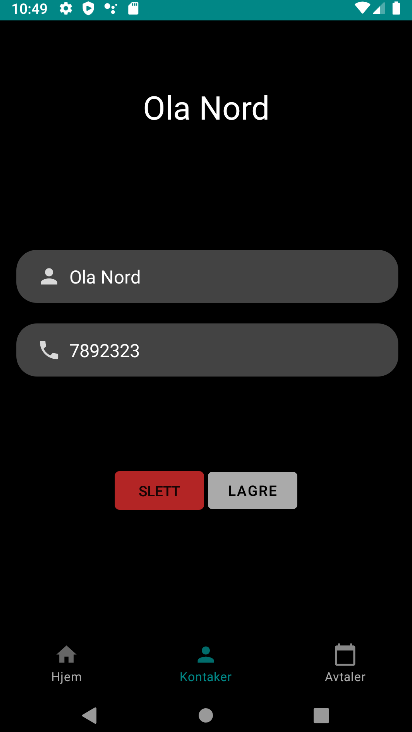 10:49
Ola Nord
Ola Nord
7892323
SLETT LAGRE
Hjem Kontaker Avtaler